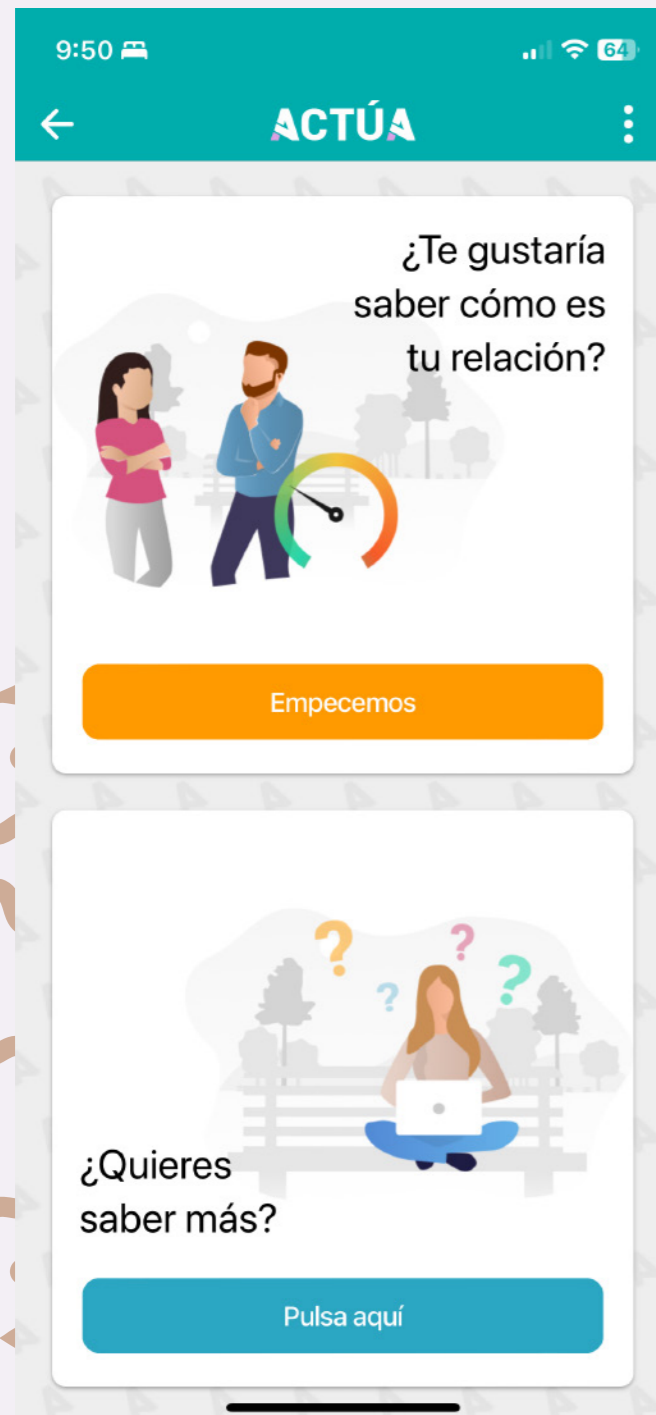 9:50
64
ACTÚA
¿Te gustaría
saber cómo es
tu relación?
Empecemos
? ? ? ?
¿Quieres
saber más?
Pulsa aquí